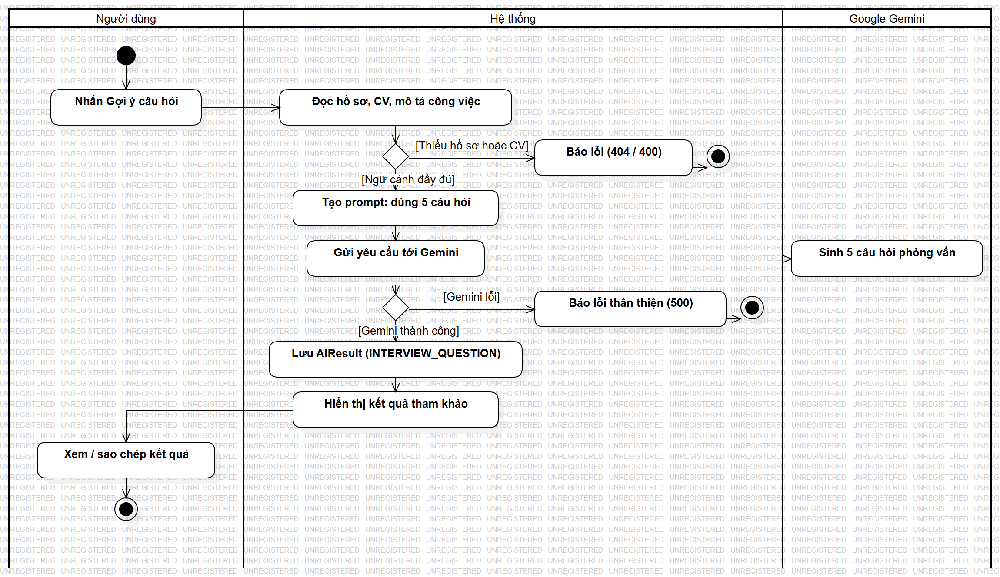 Người dùng
Hệ thống
Google Gemini
Nhấn Gợi ý câu hỏi
Đọc hồ sơ, CV, mô tả công việc
[Thiếu hồ sơ hoặc CV]
Báo lỗi (404 / 400)
[Ngữ cảnh đầy đủ]
Tạo prompt: đúng 5 câu hỏi
Gửi yêu cầu tới Gemini
Sinh 5 câu hỏi phỏng vấn
[Gemini lỗi]
Báo lỗi thân thiện (500)
[Gemini thành công]
Lưu AIResult (INTERVIEW_QUESTION)
Hiển thị kết quả tham khảo
Xem / sao chép kết quả
UNREGISTERED